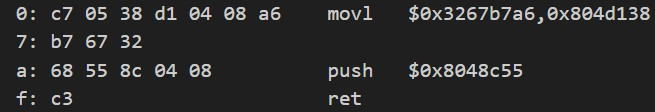 0: c7 05 38 d1 04 08 a6 movl $0x3267b7a6,0x804d138
7: b7 67 32
a: 68 55 8c 04 08 push $0x8048c55
f: c3 ret